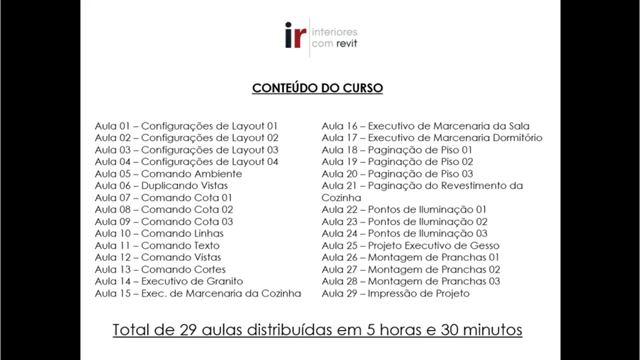 ir interiores
com revit
CONTEÚDO DO CURSO
Aula 01 – Configurações de Layout 01
Aula 02 – Configurações de Layout 02
Aula 03 – Configurações de Layout 03
Aula 04 – Configurações de Layout 04
Aula 05 – Comando Ambiente
Aula 06 – Duplicando Vistas
Aula 07 – Comando Cota 01
Aula 08 – Comando Cota 02
Aula 09 – Comando Cota 03
Aula 10 – Comando Linhas
Aula 11 – Comando Texto
Aula 12 – Comando Vistas
Aula 13 – Comando Cortes
Aula 14 – Executivo de Granito
Aula 15 – Exec. de Marcenaria da Cozinha
Aula 16 – Executivo de Marcenaria da Sala
Aula 17 – Executivo de Marcenaria Dormitório
Aula 18 – Paginação de Piso 01
Aula 19 – Paginação de Piso 02
Aula 20 – Paginação de Piso 03
Aula 21 – Paginação do Revestimento da
Cozinha
Aula 22 – Pontos de Iluminação 01
Aula 23 – Pontos de Iluminação 02
Aula 24 – Pontos de Iluminação 03
Aula 25 – Projeto Executivo de Gesso
Aula 26 – Montagem de Pranchas 01
Aula 27 – Montagem de Pranchas 02
Aula 28 – Montagem de Pranchas 03
Aula 29 – Impressão de Projeto
Total de 29 aulas distribuídas em 5 horas e 30 minutos